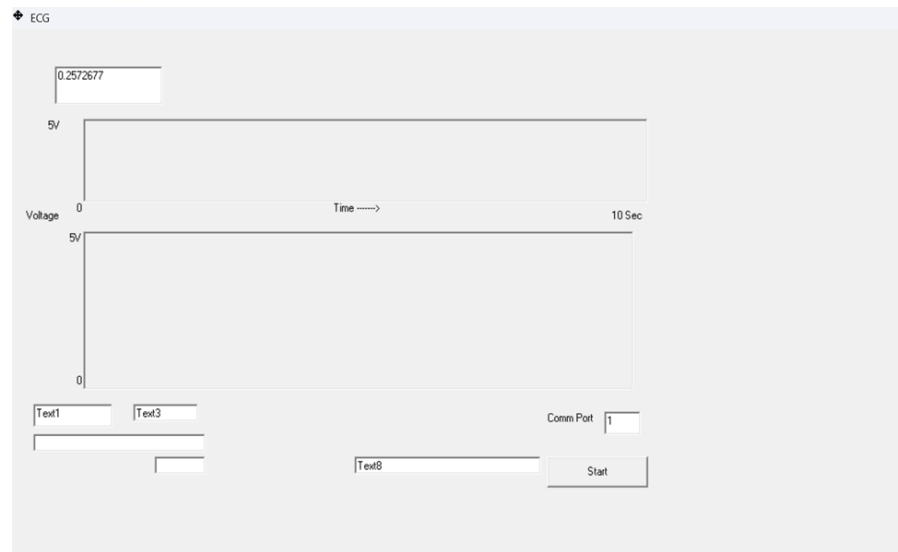 ECG
0.2572677
5V
0
Time ------>
Voltage
10 Sec
5V
0
Text1
Text3
Comm Port
1
Text8
Start